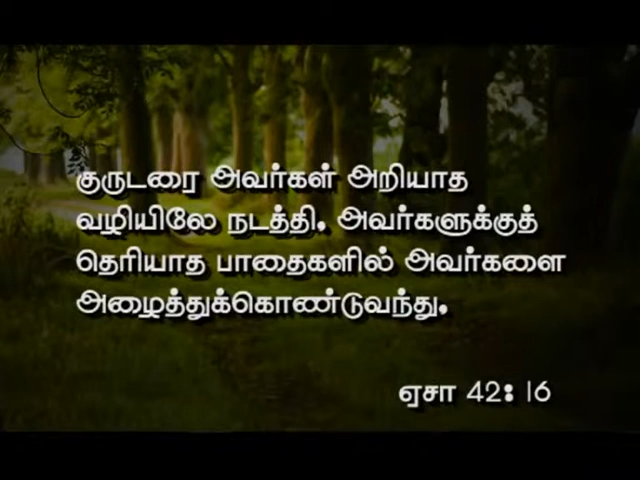 குருடரை அவர்கள் அறியாத
வழியிலே நடத்தி, அவர்களுக்குத்
தெரியாத பாதைகளில் அவர்களை
அழைத்துக்கொண்டுவந்து,
ஏசா 42: 16